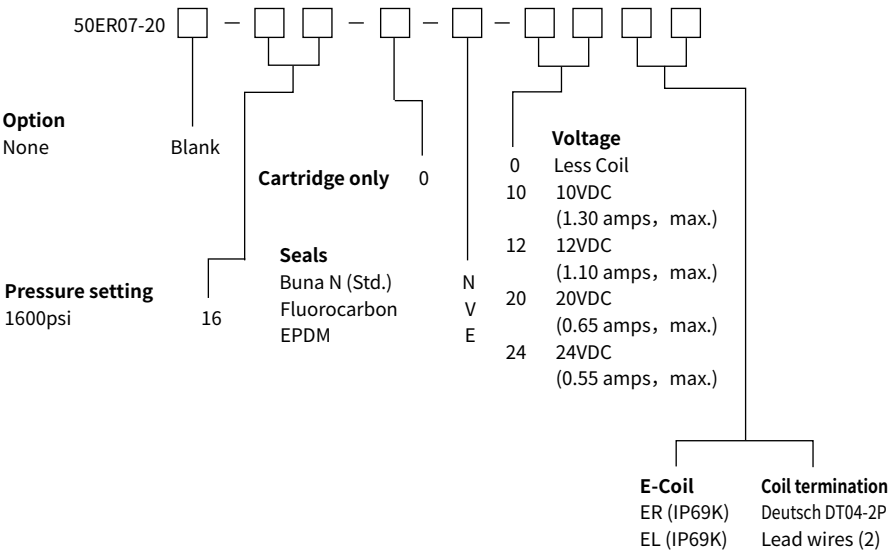 50ER07-20 - - - -
Option
None Blank
Pressure setting
1600psi 16
Cartridge only 0
Seals
Buna N (Std.) N
Fluorocarbon V
EPDM E
Voltage
0 Less Coil
10 10VDC
(1.30 amps，max.)
12 12VDC
(1.10 amps，max.)
20 20VDC
(0.65 amps，max.)
24 24VDC
(0.55 amps，max.)
E-Coil Coil termination
ER (IP69K) Deutsch DT04-2P
EL (IP69K) Lead wires (2)